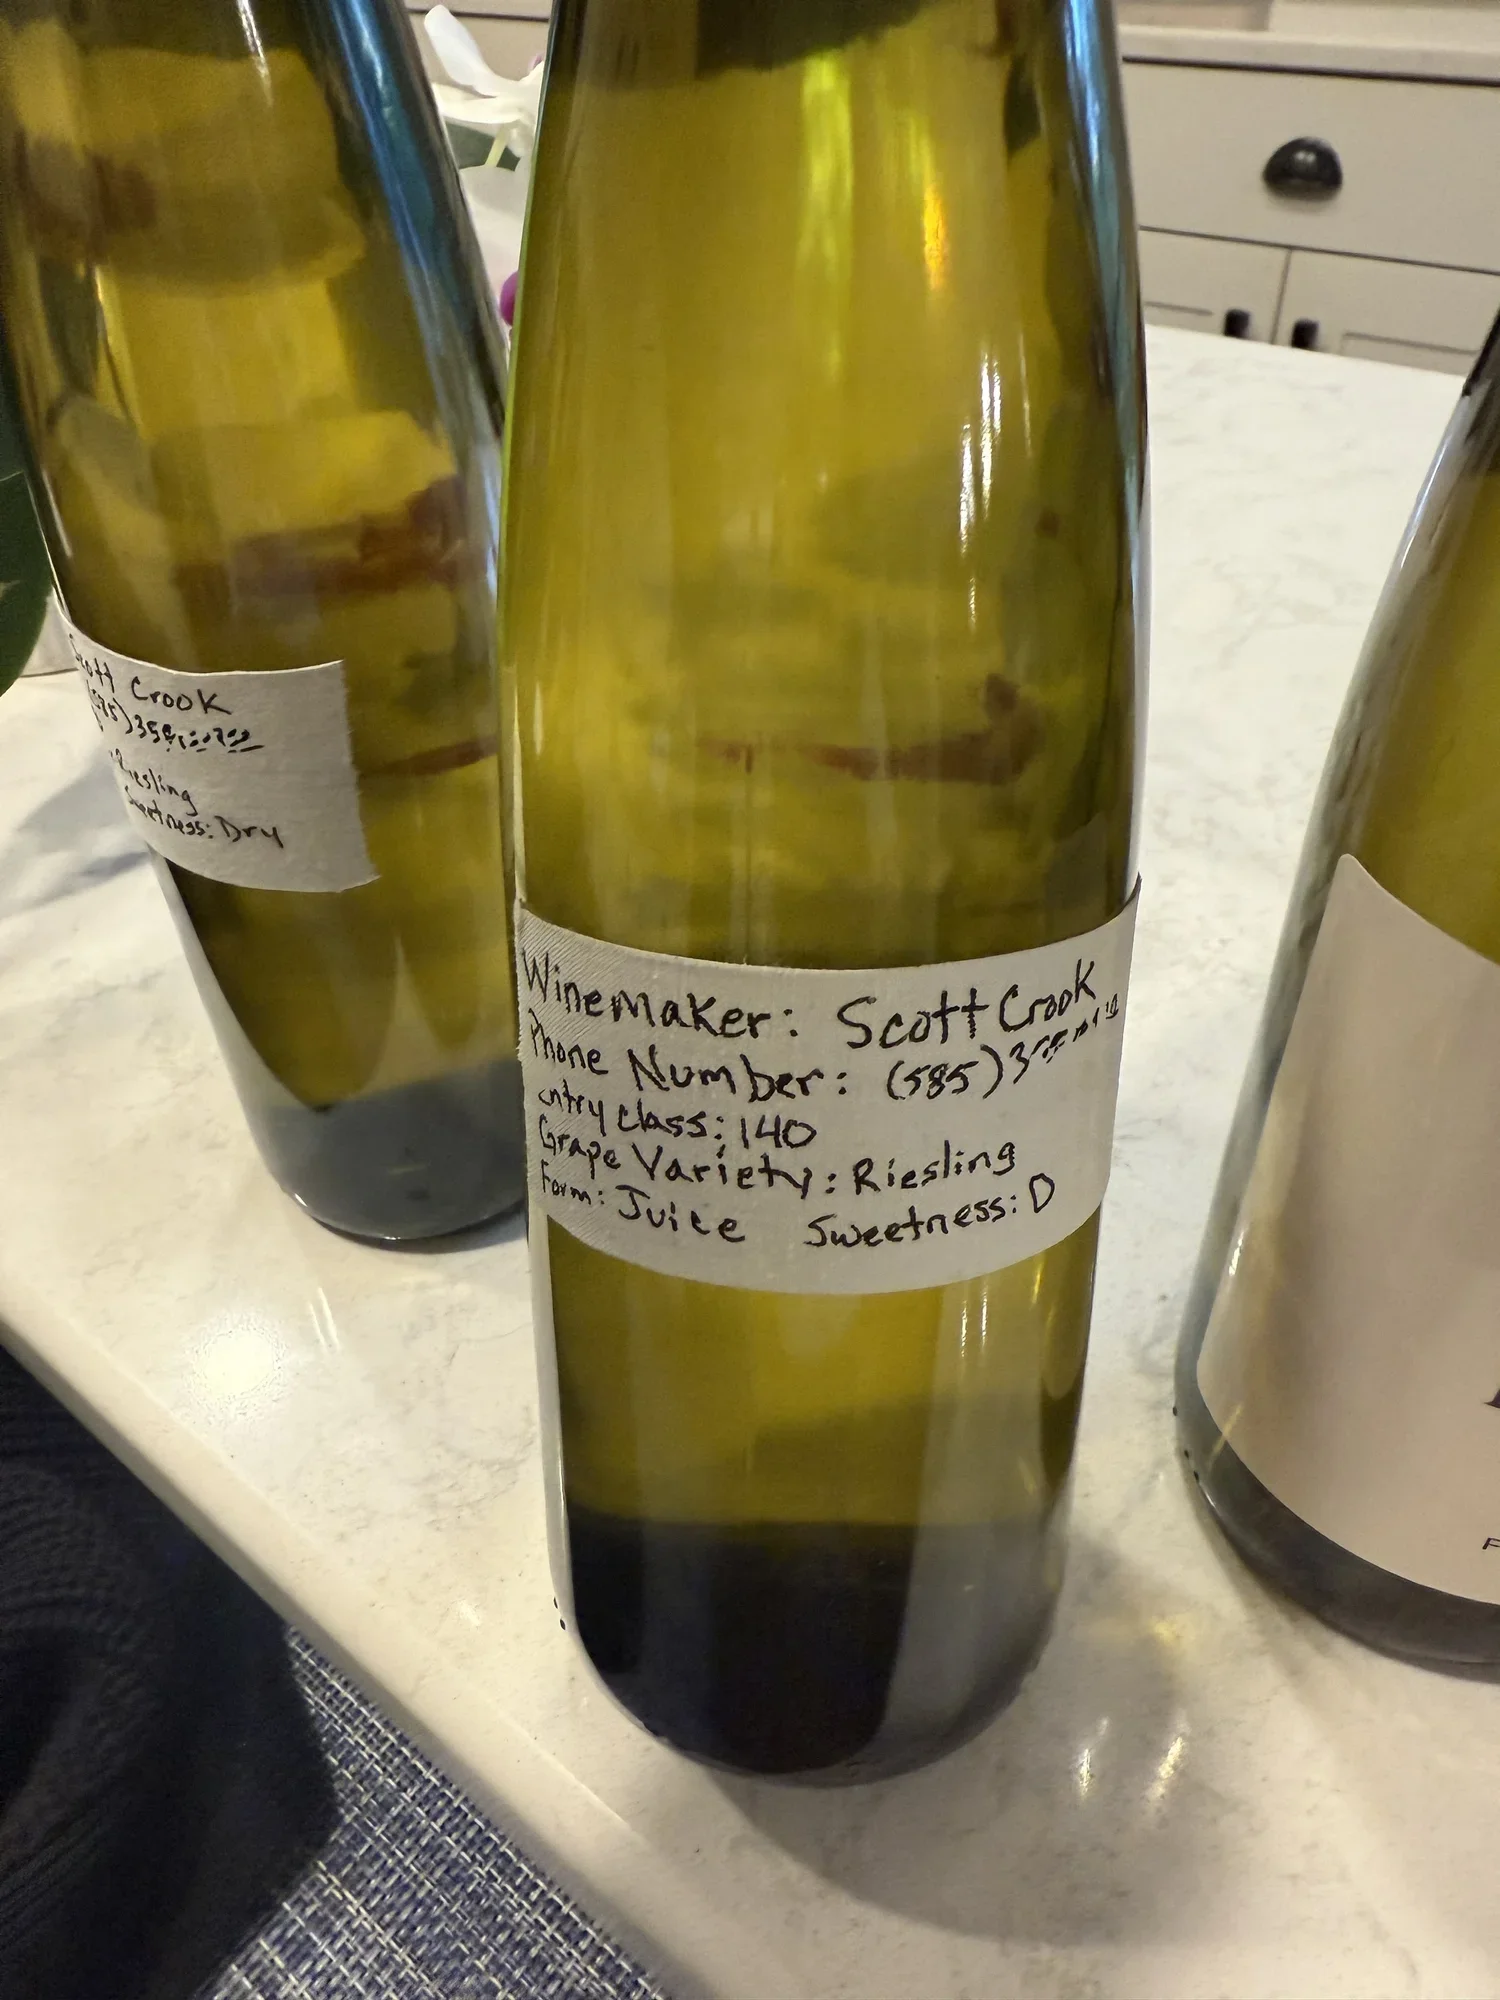 Scott Crook
Riesling
Sweetness: Dry
Winemaker: Scott Crook
Phone Number: (585)
Entry Class: 140
Grape Variety: Riesling
Form: Juice Sweetness: D